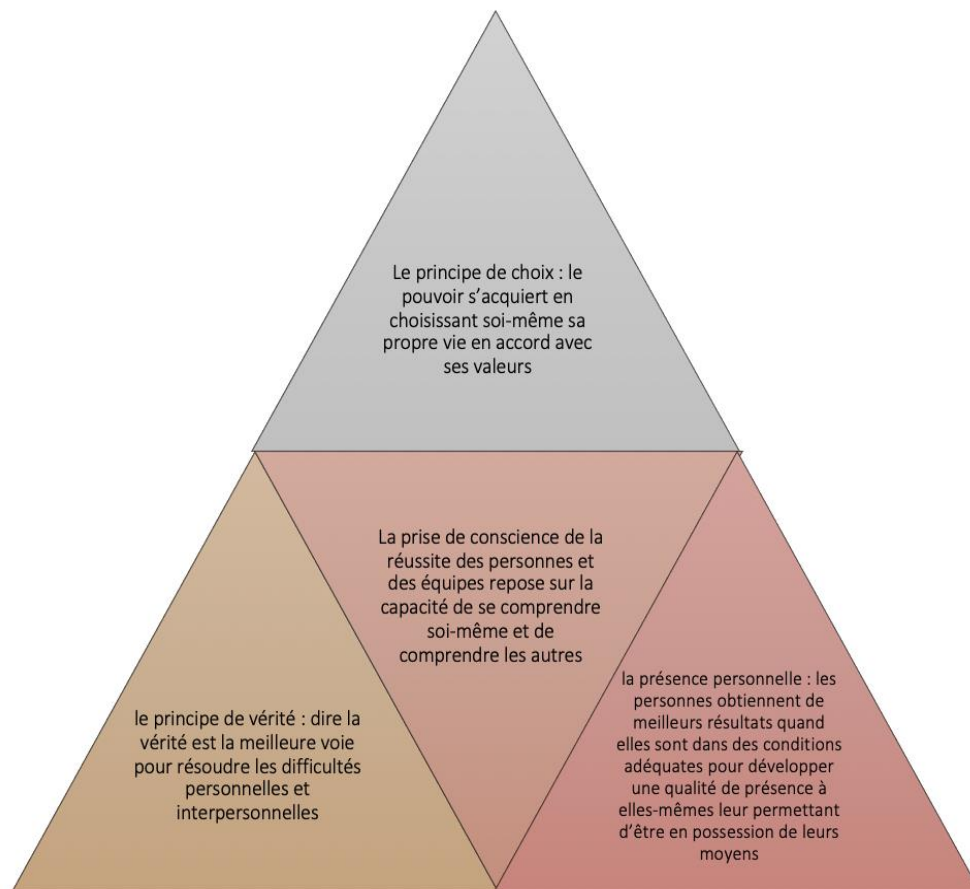 Le principe de choix : le
pouvoir s’acquiert en
choisissant soi-même sa
propre vie en accord avec
ses valeurs
La prise de conscience de la
réussite des personnes et
des équipes repose sur la
capacité de se comprendre
soi-même et de
comprendre les autres
le principe de vérité : dire la
vérité est la meilleure voie
pour résoudre les difficultés
personnelles et
interpersonnelles
la présence personnelle : les
personnes obtiennent de
meilleurs résultats quand
elles sont dans des conditions
adéquates pour développer
une qualité de présence à
elles-mêmes leur permettant
d’être en possession de leurs
moyens